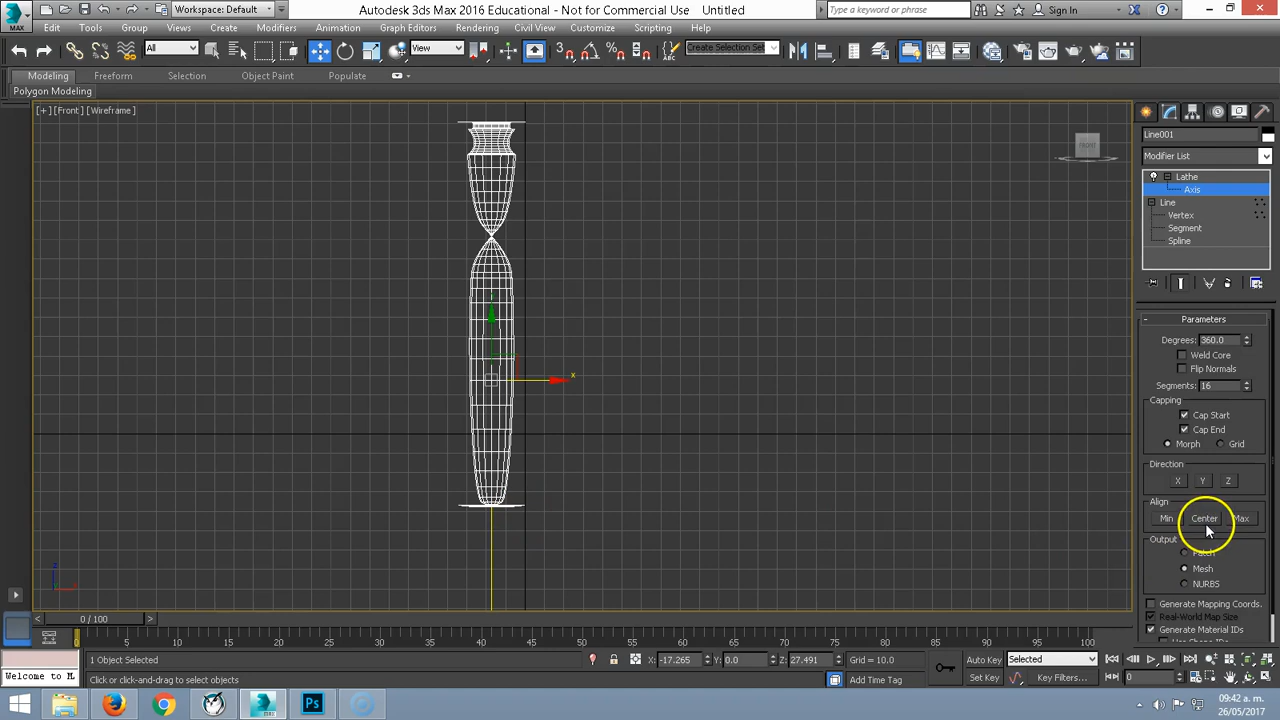 Autodesk 3ds Max 2016 Educational - Not for Commercial Use   Untitled
MAX
Workspace: Default
Type a keyword or phrase
Sign In
Edit Tools Group Views Create Modifiers Animation Graph Editors Rendering Civil View Customize Scripting Help
All
View
Create Selection Set
Modeling Freeform Selection Object Paint Populate
Polygon Modeling
[+] [Front] [Wireframe]
FRONT
x
Line001
Modifier List
Lathe
Axis
Line
Vertex
Segment
Spline
Parameters
Degrees: 360.0
Weld Core
Flip Normals
Segments: 16
Capping
Cap Start
Cap End
Morph Grid
Direction
X Y Z
Align
Min Center Max
Output
Patch
Mesh
NURBS
Generate Mapping Coords.
Real-World Map Size
Generate Material IDs
0 / 100
0 5 10 15 20 25 30 35 40 45 50 55 60 65 70 75 80 85 90 95 100
1 Object Selected
X: -17.265 Y: 0.0 Z: 27.491 Grid = 10.0
Auto Key Selected
Welcome to M
Click or click-and-drag to select objects
Add Time Tag
Set Key Key Filters... 0
MAX
Ps
09:42 a. m.
26/05/2017